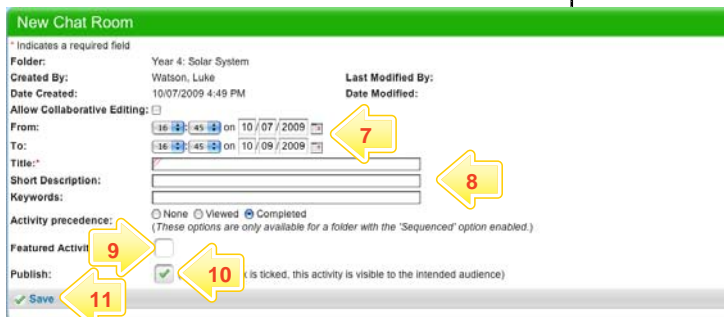 New Chat Room
* Indicates a required field
Folder: Year 4: Solar System
Created By: Watson, Luke Last Modified By:
Date Created: 10/07/2009 4:49 PM Date Modified:
Allow Collaborative Editing:
From: 16 : 45 on 10 / 07 / 2009 7
To: 16 : 45 on 10 / 09 / 2009
Title:*
Short Description: 8
Keywords:
Activity precedence: None Viewed Completed
(These options are only available for a folder with the 'Sequenced' option enabled.)
Featured 9
Publish: 10 is ticked, this activity is visible to the intended audience)
Save 11